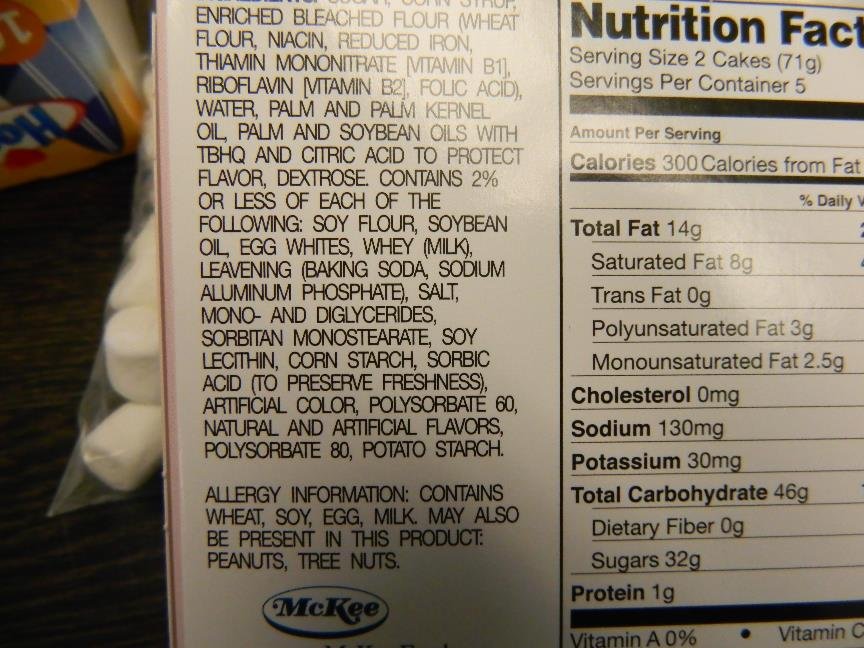 INGREDIENTS: SUGAR, CORN SYRUP,
ENRICHED BLEACHED FLOUR (WHEAT
FLOUR, NIACIN, REDUCED IRON,
THIAMIN MONONITRATE [VITAMIN B1],
RIBOFLAVIN [VITAMIN B2], FOLIC ACID),
WATER, PALM AND PALM KERNEL
OIL, PALM AND SOYBEAN OILS WITH
TBHQ AND CITRIC ACID TO PROTECT
FLAVOR, DEXTROSE. CONTAINS 2%
OR LESS OF EACH OF THE
FOLLOWING: SOY FLOUR, SOYBEAN
OIL, EGG WHITES, WHEY (MILK),
LEAVENING (BAKING SODA, SODIUM
ALUMINUM PHOSPHATE), SALT,
MONO- AND DIGLYCERIDES,
SORBITAN MONOSTEARATE, SOY
LECITHIN, CORN STARCH, SORBIC
ACID (TO PRESERVE FRESHNESS),
ARTIFICIAL COLOR, POLYSORBATE 60,
NATURAL AND ARTIFICIAL FLAVORS,
POLYSORBATE 80, POTATO STARCH.
ALLERGY INFORMATION: CONTAINS
WHEAT, SOY, EGG, MILK. MAY ALSO
BE PRESENT IN THIS PRODUCT:
PEANUTS, TREE NUTS.
McKee
Nutrition Fact
Serving Size 2 Cakes (71g)
Servings Per Container 5
Amount Per Serving
Calories 300 Calories from Fat
% Daily V
Total Fat 14g
Saturated Fat 8g
Trans Fat 0g
Polyunsaturated Fat 3g
Monounsaturated Fat 2.5g
Cholesterol 0mg
Sodium 130mg
Potassium 30mg
Total Carbohydrate 46g
Dietary Fiber 0g
Sugars 32g
Protein 1g
Vitamin A 0% • Vitamin C